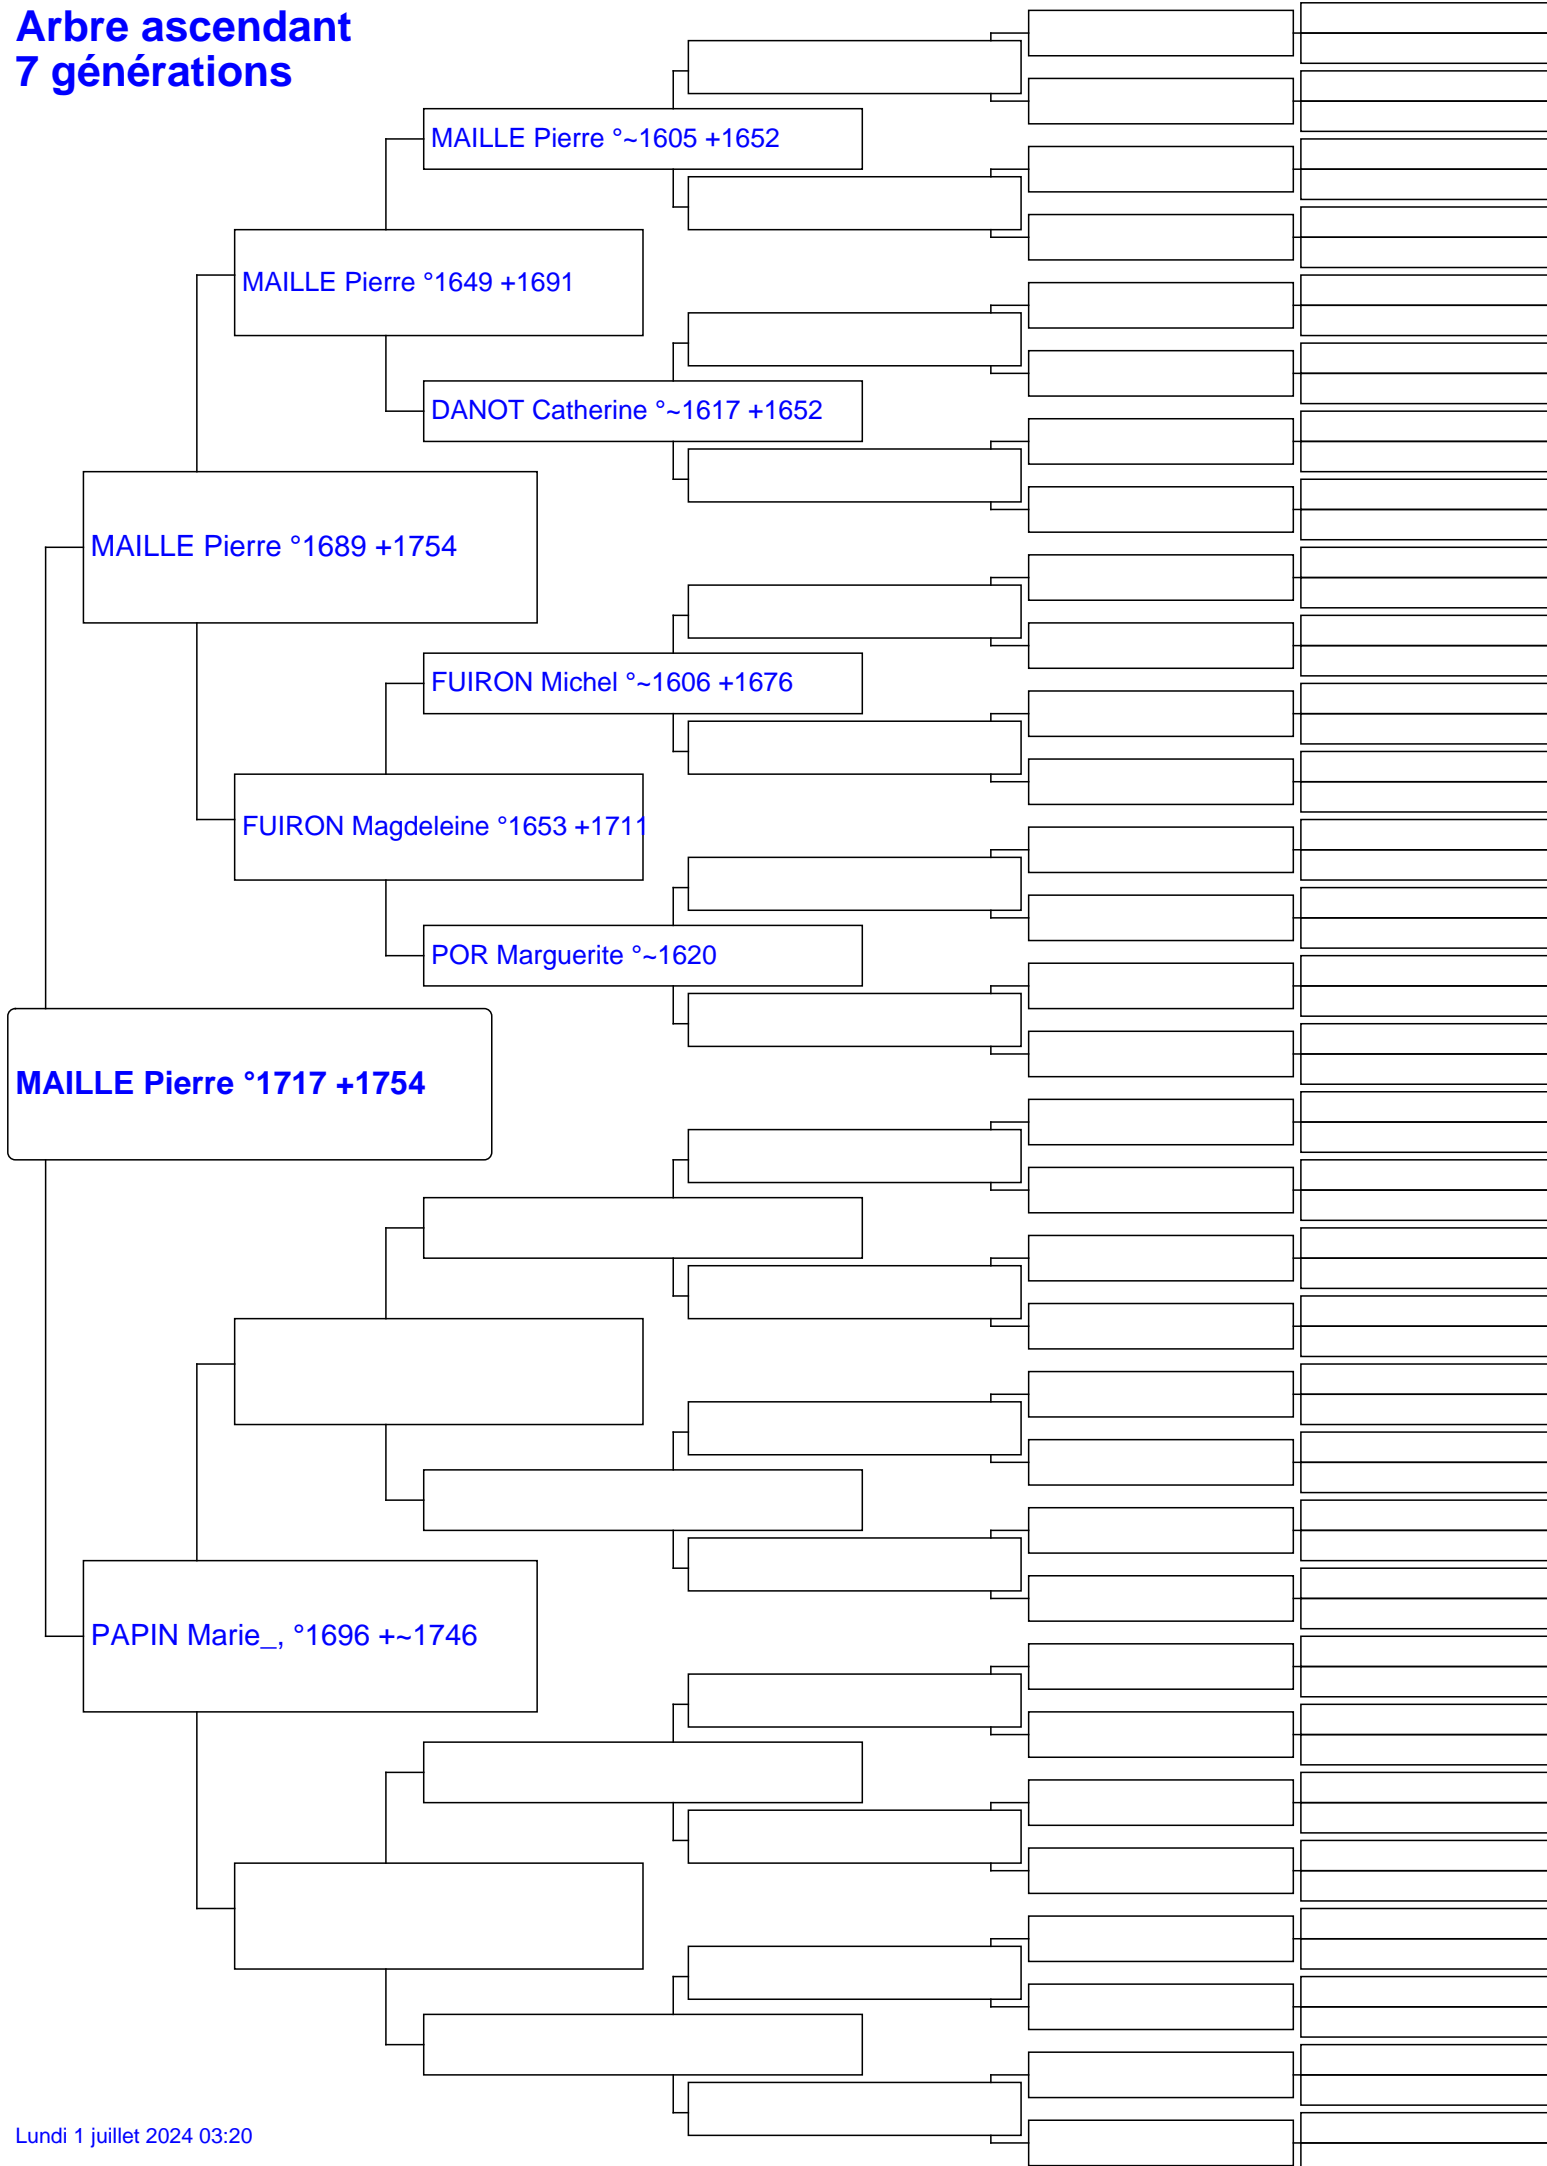 Arbre ascendant
7 générations
MAILLE Pierre °~1605 +1652
MAILLE Pierre °1649 +1691
DANOT Catherine °~1617 +1652
MAILLE Pierre °1689 +1754
FUIRON Michel °~1606 +1676
FUIRON Magdeleine °1653 +1711
POR Marguerite °~1620
MAILLE Pierre °1717 +1754
PAPIN Marie_, °1696 +~1746
Lundi 1 juillet 2024 03:20